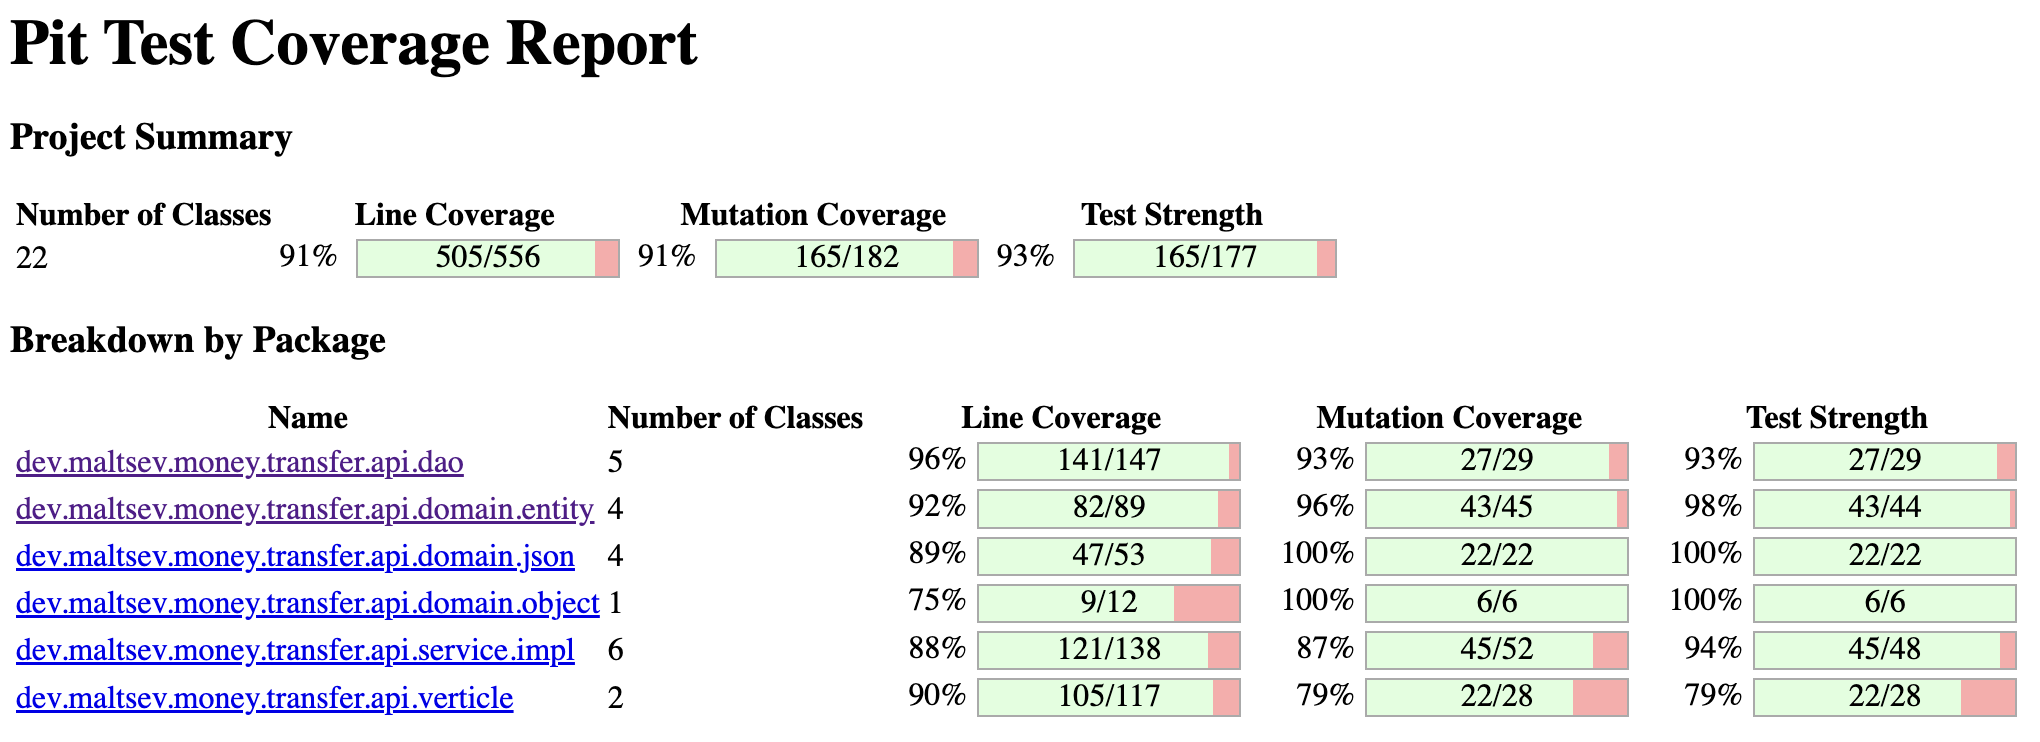 Pit Test Coverage Report
Project Summary
Number of Classes Line Coverage Mutation Coverage Test Strength
22 91% 505/556 91% 165/182 93% 165/177
Breakdown by Package
Name Number of Classes Line Coverage Mutation Coverage Test Strength
dev.maltsev.money.transfer.api.dao 5 96% 141/147 93% 27/29 93% 27/29
dev.maltsev.money.transfer.api.domain.entity 4 92% 82/89 96% 43/45 98% 43/44
dev.maltsev.money.transfer.api.domain.json 4 89% 47/53 100% 22/22 100% 22/22
dev.maltsev.money.transfer.api.domain.object 1 75% 9/12 100% 6/6 100% 6/6
dev.maltsev.money.transfer.api.service.impl 6 88% 121/138 87% 45/52 94% 45/48
dev.maltsev.money.transfer.api.verticle 2 90% 105/117 79% 22/28 79% 22/28